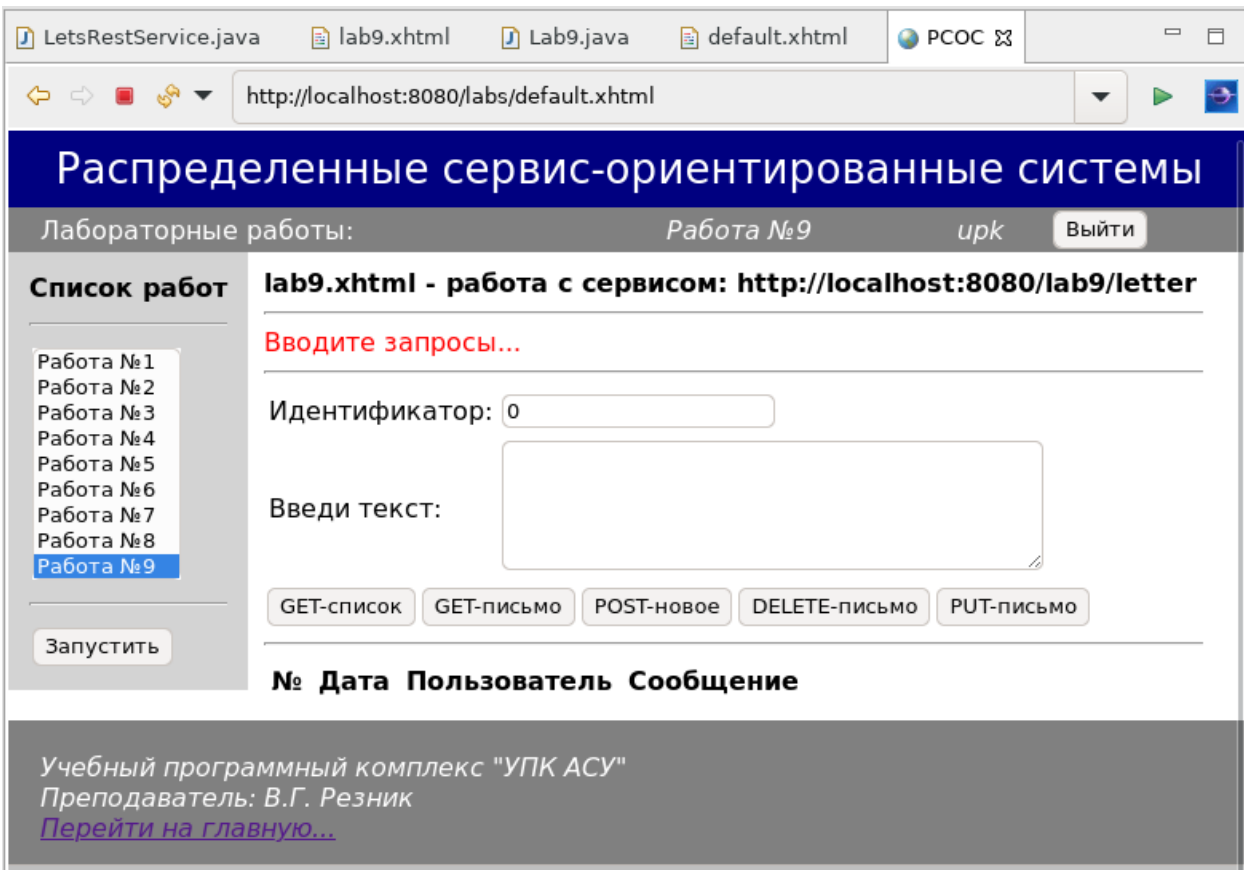 LetsRestService.java lab9.xhtml Lab9.java default.xhtml РСОС
http://localhost:8080/labs/default.xhtml
Распределенные сервис-ориентированные системы
Лабораторные работы: Работа №9 upk Выйти
Список работ
Работа №1
Работа №2
Работа №3
Работа №4
Работа №5
Работа №6
Работа №7
Работа №8
Работа №9
Запустить
lab9.xhtml - работа с сервисом: http://localhost:8080/lab9/letter
Вводите запросы...
Идентификатор: 0
Введи текст:
GET-список GET-письмо POST-новое DELETE-письмо PUT-письмо
№ Дата Пользователь Сообщение
Учебный программный комплекс "УПК АСУ"
Преподаватель: В.Г. Резник
Перейти на главную...